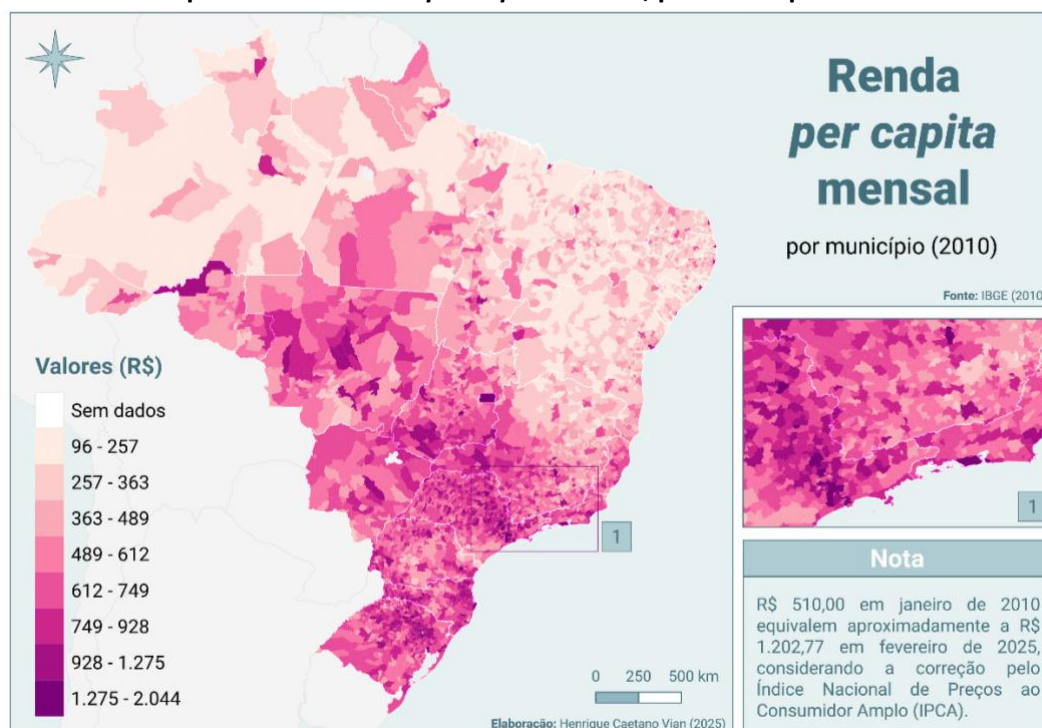 Renda
per capita
mensal
por município (2010)
Fonte: IBGE (2010
Valores (R$)
Sem dados
96 - 257
257 - 363
363 - 489
489 - 612
612 - 749
749 - 928
928 - 1.275
1.275 - 2.044
1
0 250 500 km
Elaboração: Henrique Caetano Vian (2025)
1
Nota
R$ 510,00 em janeiro de 2010
equivalem aproximadamente a R$
1.202,77 em fevereiro de 2025,
considerando a correção pelo
Índice Nacional de Preços ao
Consumidor Amplo (IPCA).